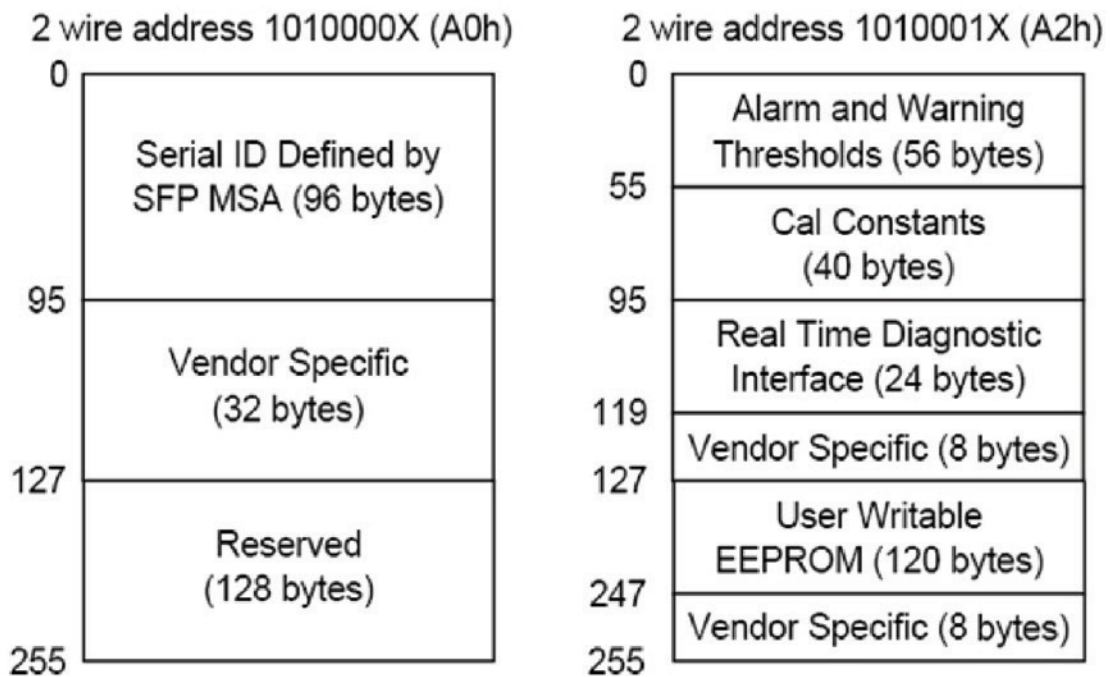 2 wire address 1010000X (A0h)
0
Serial ID Defined by
SFP MSA (96 bytes)
95
Vendor Specific
(32 bytes)
127
Reserved
(128 bytes)
255
2 wire address 1010001X (A2h)
0
Alarm and Warning
Thresholds (56 bytes)
55
Cal Constants
(40 bytes)
95
Real Time Diagnostic
Interface (24 bytes)
119
Vendor Specific (8 bytes)
127
User Writable
EEPROM (120 bytes)
247
Vendor Specific (8 bytes)
255